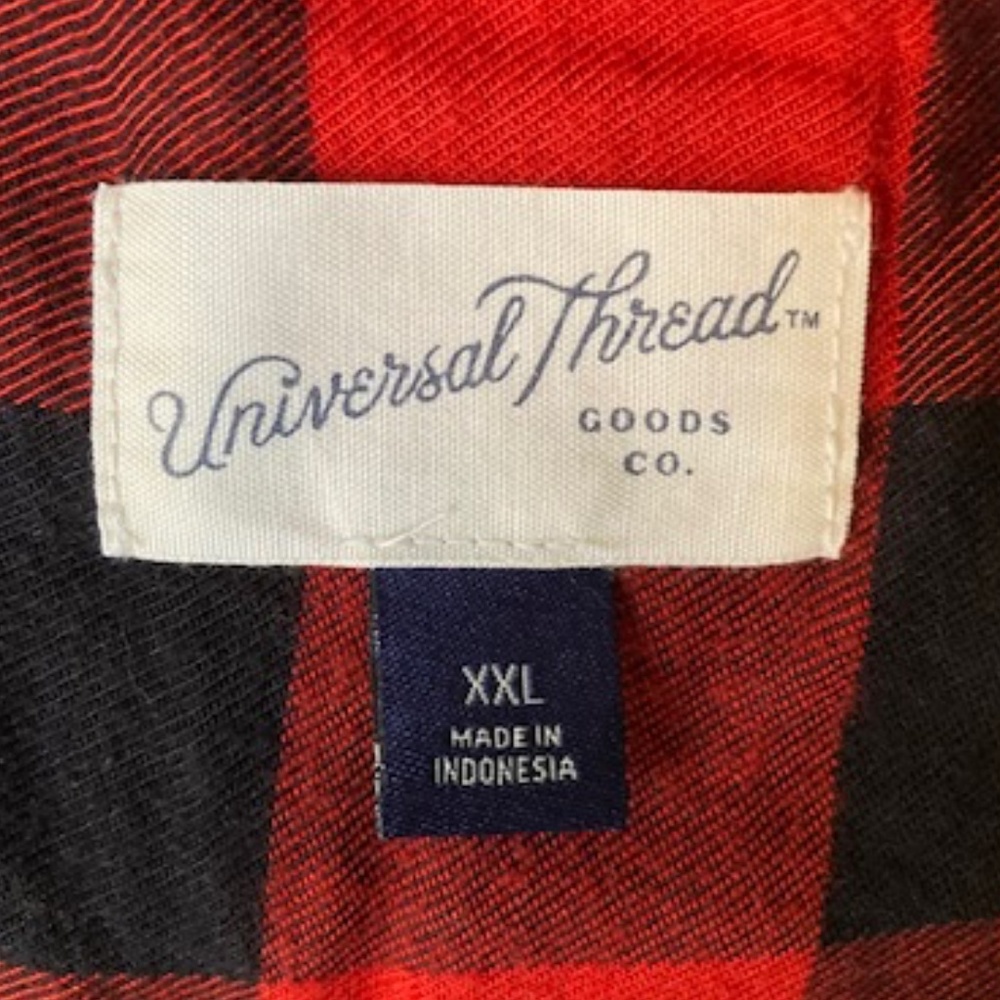 Universal Thread™
GOODS
CO.
XXL
MADE IN
INDONESIA